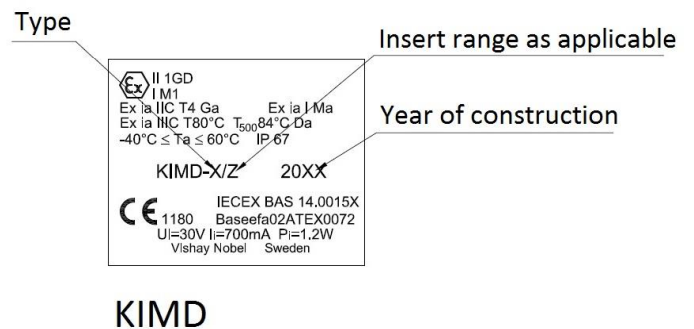 Type
Insert range as applicable
Year of construction
Ex II 1GD
I M1
Ex ia IIC T4 Ga Ex ia I Ma
Ex ia IIIC T80°C T500 84°C Da
-40°C ≤ Ta ≤ 60°C IP 67
KIMD-X/Z 20XX
IECEX BAS 14.0015X
CE 1180 Baseefa02ATEX0072
Ui=30V Ii=700mA Pi=1,2W
Vishay Nobel Sweden
KIMD